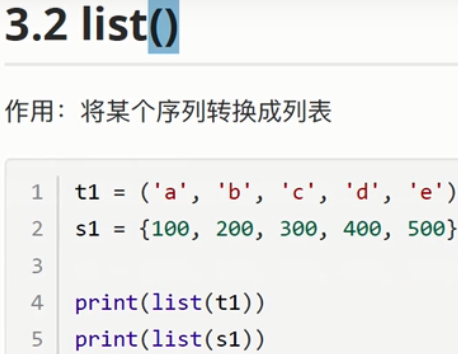 3.2 list()
作用：将某个序列转换成列表
1 t1 = ('a', 'b', 'c', 'd', 'e')
2 s1 = {100, 200, 300, 400, 500}
3
4 print(list(t1))
5 print(list(s1))